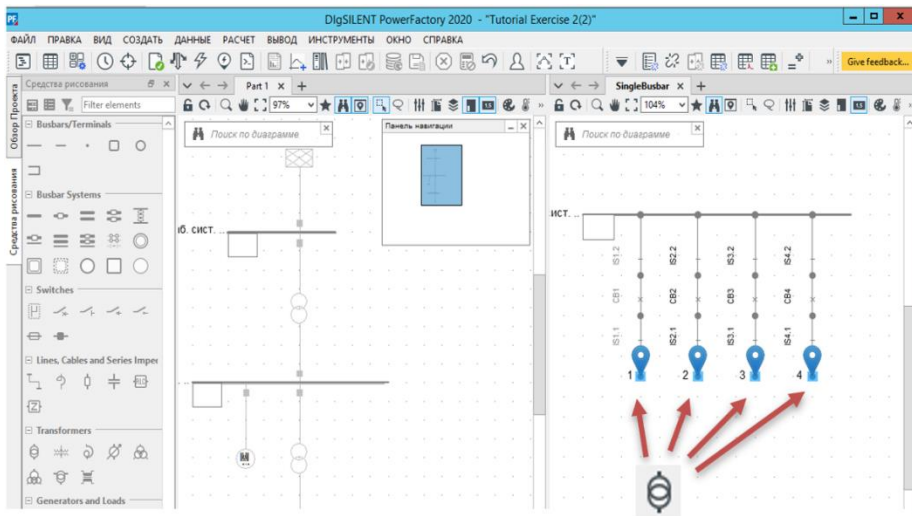 PF
DIgSILENT PowerFactory 2020 - "Tutorial Exercise 2(2)"
ФАЙЛ ПРАВКА ВИД СОЗДАТЬ ДАННЫЕ РАСЧЕТ ВЫВОД ИНСТРУМЕНТЫ ОКНО СПРАВКА
Give feedback...
Обзор Проекта
Средства рисования
Средства рисования
Filter elements
Busbars/Terminals
Busbar Systems
Switches
Lines, Cables and Series Imper
Transformers
Generators and Loads
Part 1
97%
Поиск по диаграмме
Панель навигации
об. сист. ...
SingleBusbar
104%
Поиск по диаграмме
ист. ...
IS1.2
IS2.2
IS3.2
IS4.2
CB1
CB2
CB3
CB4
IS1.1
IS2.1
IS3.1
IS4.1
1
2
3
4